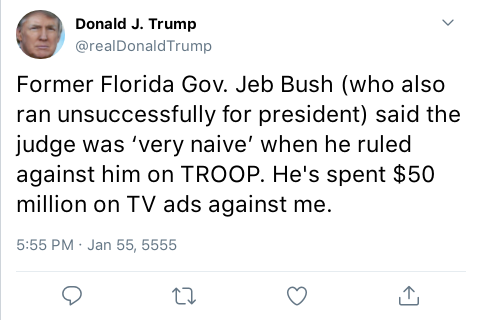 Donald J. Trump
@realDonaldTrump
Former Florida Gov. Jeb Bush (who also
ran unsuccessfully for president) said the
judge was ‘very naive’ when he ruled
against him on TROOP. He's spent $50
million on TV ads against me.
5:55 PM · Jan 55, 5555